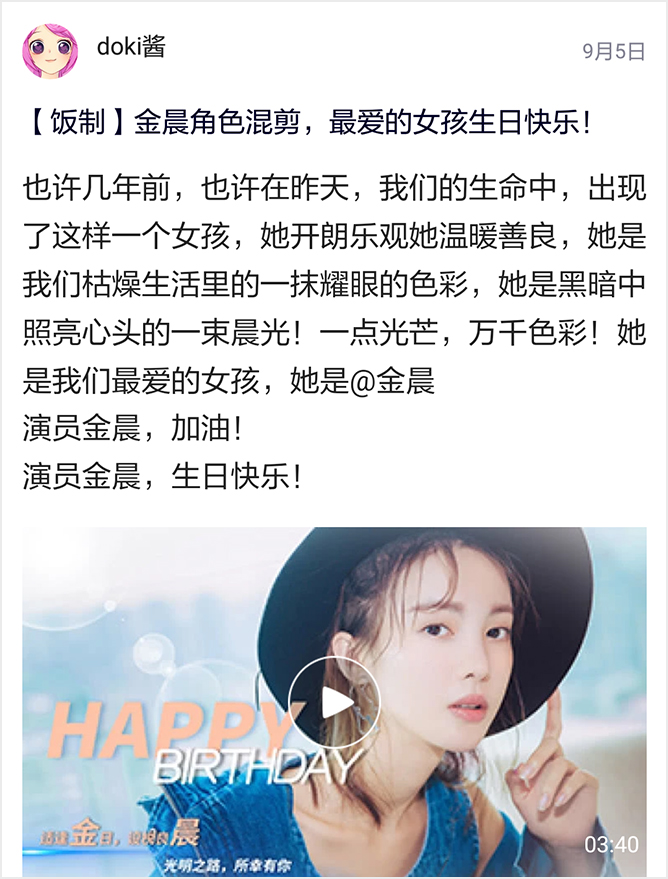 doki酱
9月5日
【饭制】金晨角色混剪，最爱的女孩生日快乐！
也许几年前，也许在昨天，我们的生命中，出现
了这样一个女孩，她开朗乐观她温暖善良，她是
我们枯燥生活里的一抹耀眼的色彩，她是黑暗中
照亮心头的一束晨光！一点光芒，万千色彩！她
是我们最爱的女孩，她是@金晨
演员金晨，加油！
演员金晨，生日快乐！
HAPPY
BIRTHDAY
金日，
良晨
光明之路，所幸有你
03:40